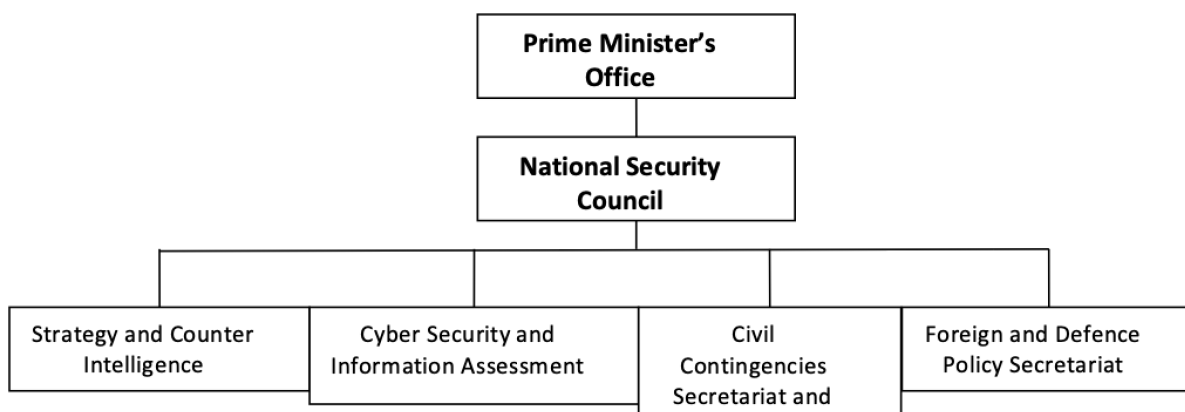 Prime Minister’s
Office
National Security
Council
Strategy and Counter
Intelligence
Cyber Security and
Information Assessment
Civil
Contingencies
Secretariat and
Foreign and Defence
Policy Secretariat